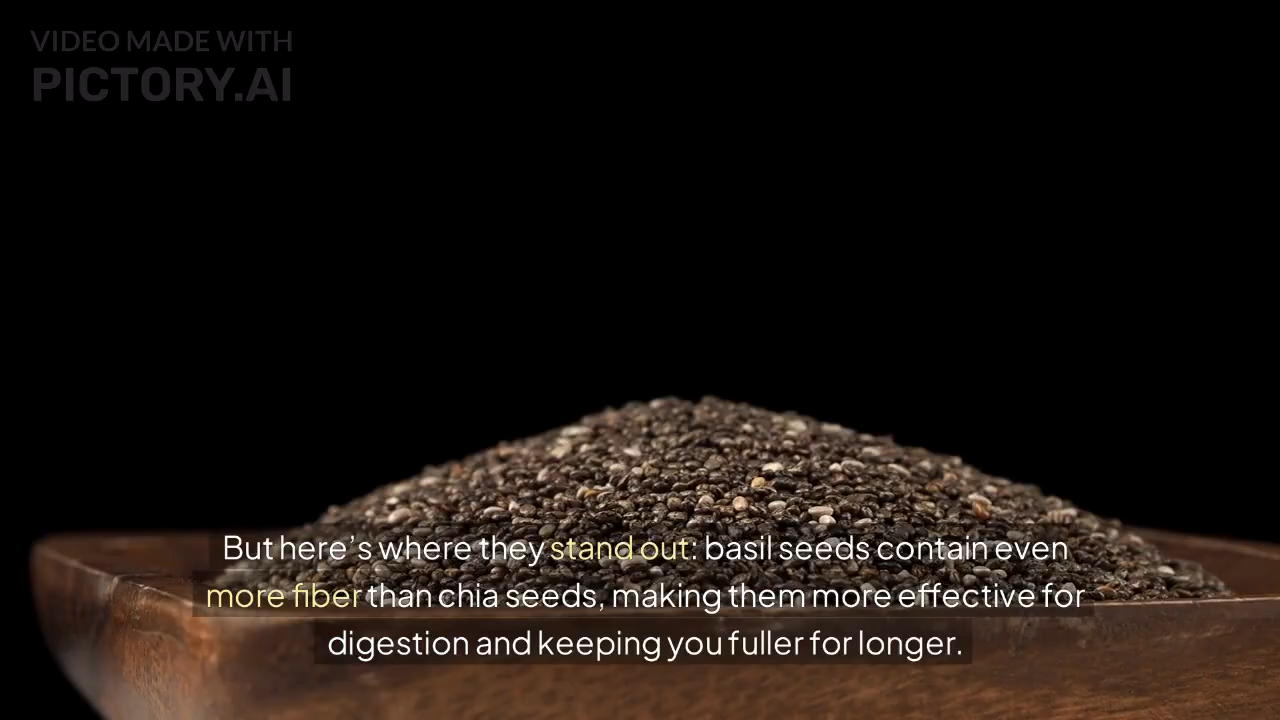 VIDEO MADE WITH
PICTORY.AI
But here’s where they stand out: basil seeds contain even
more fiber than chia seeds, making them more effective for
digestion and keeping you fuller for longer.